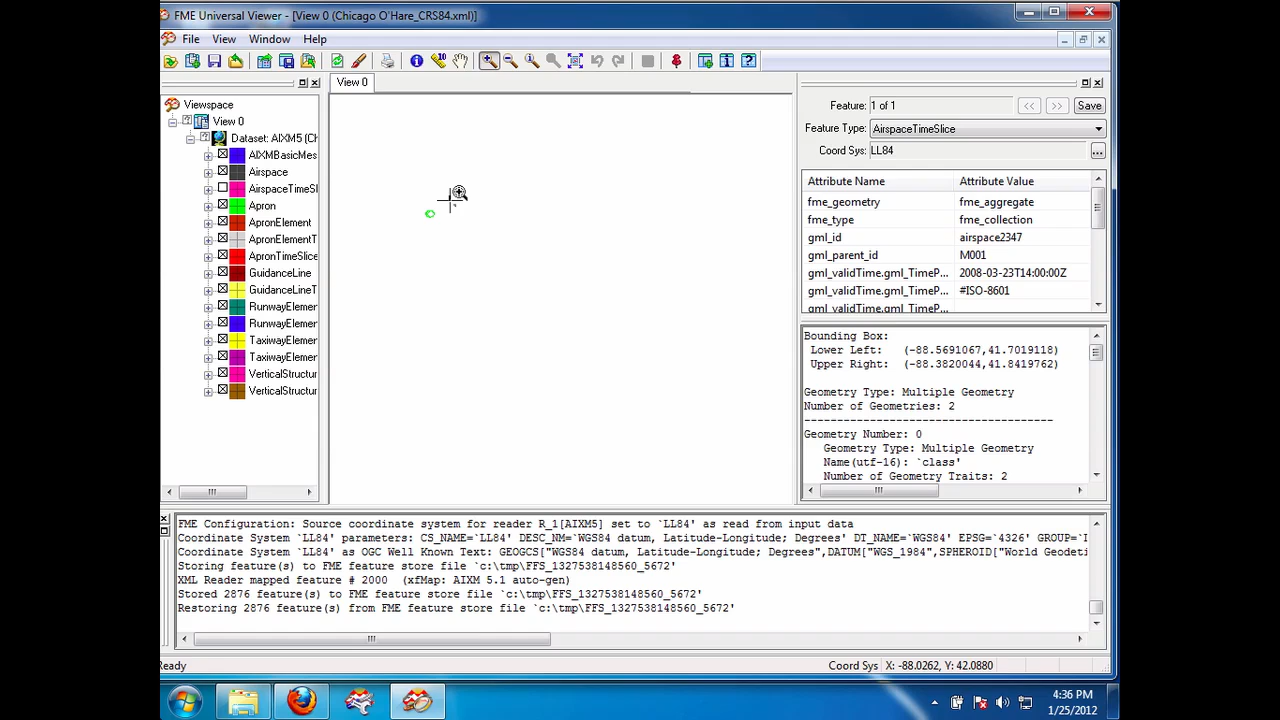 FME Universal Viewer - [View 0 (Chicago O'Hare_CRS84.xml)]
File View Window Help
View 0
Viewspace
View 0
Dataset: AIXM5 (Ch
AIXMBasicMes
Airspace
AirspaceTimeSl
Apron
ApronElement
ApronElementT
ApronTimeSlic
GuidanceLine
GuidanceLineT
RunwayElemen
RunwayElemen
TaxiwayElemen
TaxiwayElemen
VerticalStructur
VerticalStructur
Feature: 1 of 1 << >> Save
Feature Type: AirspaceTimeSlice
Coord Sys: LL84 ...
Attribute Name Attribute Value
fme_geometry fme_aggregate
fme_type fme_collection
gml_id airspace2347
gml_parent_id M001
gml_validTime.gml_TimeP... 2008-03-23T14:00:00Z
gml_validTime.gml_TimeP... #ISO-8601
gml_validTime.gml_TimeP...
Bounding Box:
Lower Left: (-88.5691067,41.7019118)
Upper Right: (-88.3820044,41.8419762)
Geometry Type: Multiple Geometry
Number of Geometries: 2
--------------------------------------
Geometry Number: 0
Geometry Type: Multiple Geometry
Name(utf-16): `class'
Number of Geometry Traits: 2
FME Configuration: Source coordinate system for reader R_1[AIXM5] set to `LL84' as read from input data
Coordinate System `LL84' parameters: CS_NAME=`LL84' DESC_NM=`WGS84 datum, Latitude-Longitude; Degrees' DT_NAME=`WGS84' EPSG=`4326' GROUP=`I
Coordinate System `LL84' as OGC Well Known Text: GEOGCS["WGS84 datum, Latitude-Longitude; Degrees",DATUM["WGS_1984",SPHEROID["World Geodeti
Storing feature(s) to FME feature store file `c:\tmp\FFS_1327538148560_5672'
XML Reader mapped feature # 2000 (xfMap: AIXM 5.1 auto-gen)
Stored 2876 feature(s) to FME feature store file `c:\tmp\FFS_1327538148560_5672'
Restoring 2876 feature(s) from FME feature store file `c:\tmp\FFS_1327538148560_5672'
Ready
Coord Sys X: -88.0262, Y: 42.0880
4:36 PM
1/25/2012